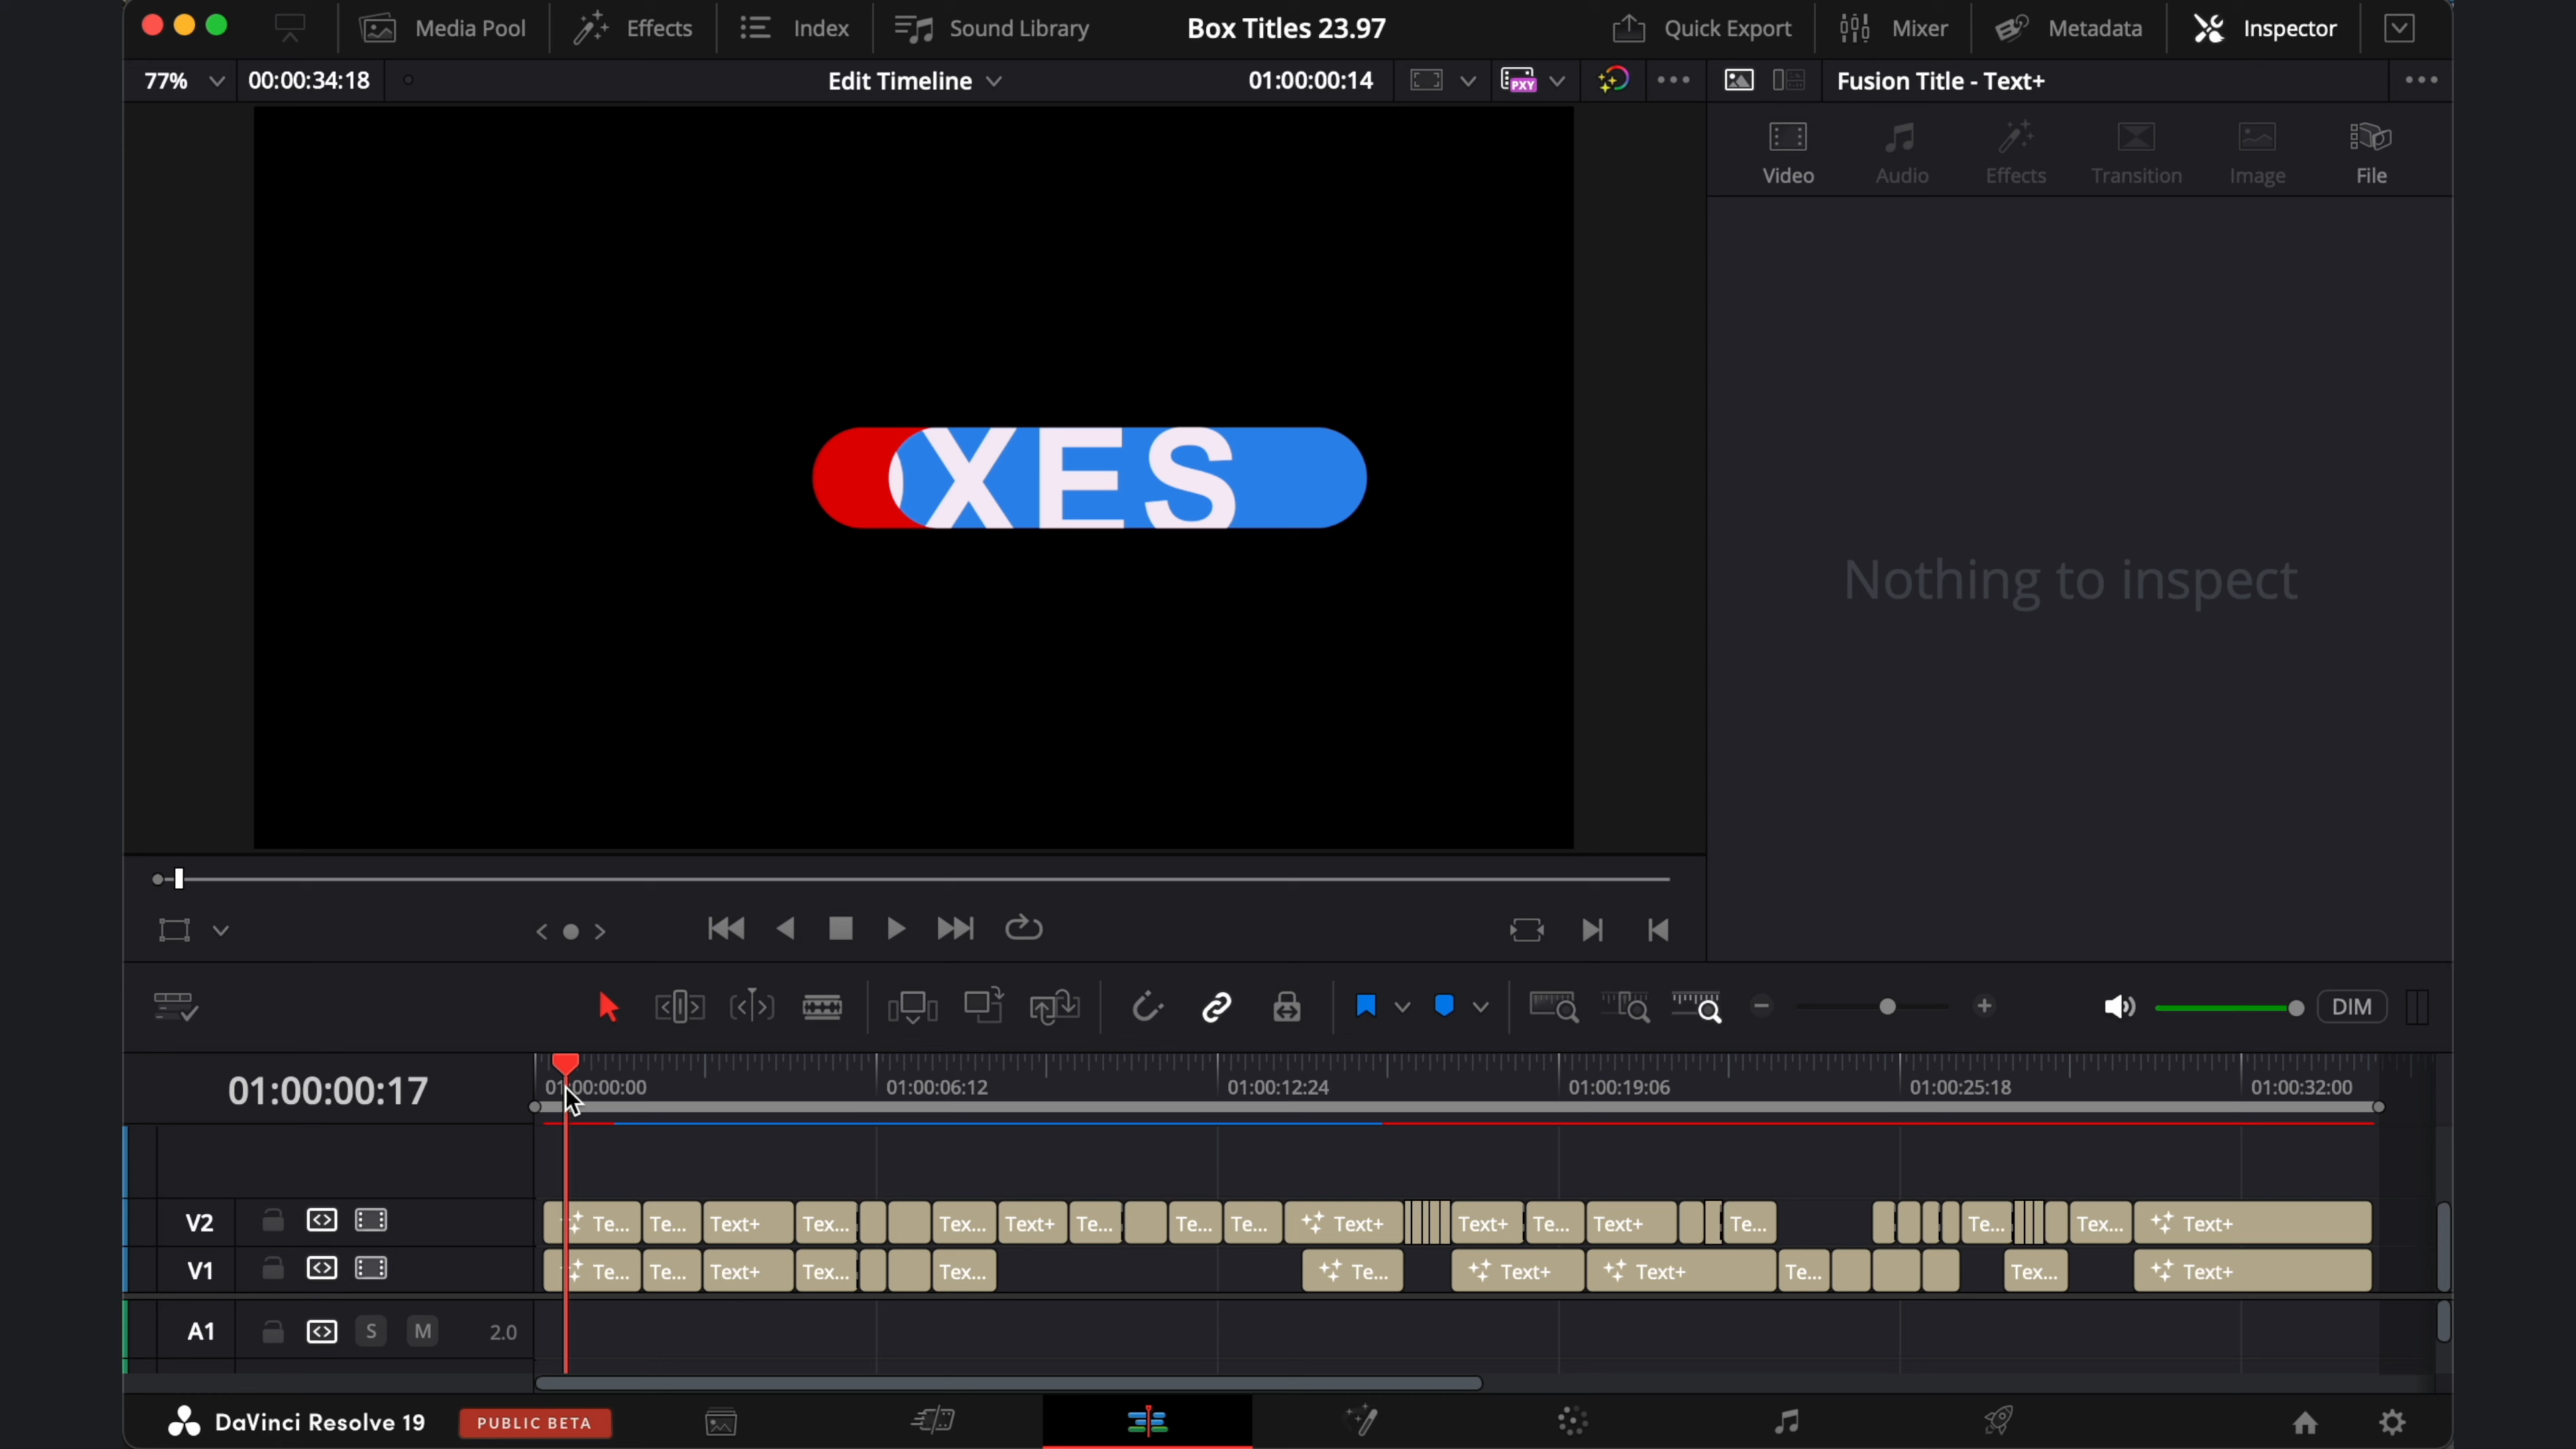 Media Pool Effects Index Sound Library Box Titles 23.97 Quick Export Mixer Metadata Inspector
77% 00:00:34:18 Edit Timeline 01:00:00:14 PXY Fusion Title - Text+
Video Audio Effects Transition Image File
XES
Nothing to inspect
DIM
01:00:00:17 01:00:00:00 01:00:06:12 01:00:12:24 01:00:19:06 01:00:25:18 01:00:32:00
V2 Te... Te... Text+ Tex... Tex... Text+ Te... Te... Te... Text+ Text+ Te... Text+ Te... Te... Tex... Text+
V1 Te... Te... Text+ Tex... Tex... Te... Text+ Text+ Te... Tex... Text+
A1 S M 2.0
DaVinci Resolve 19 PUBLIC BETA